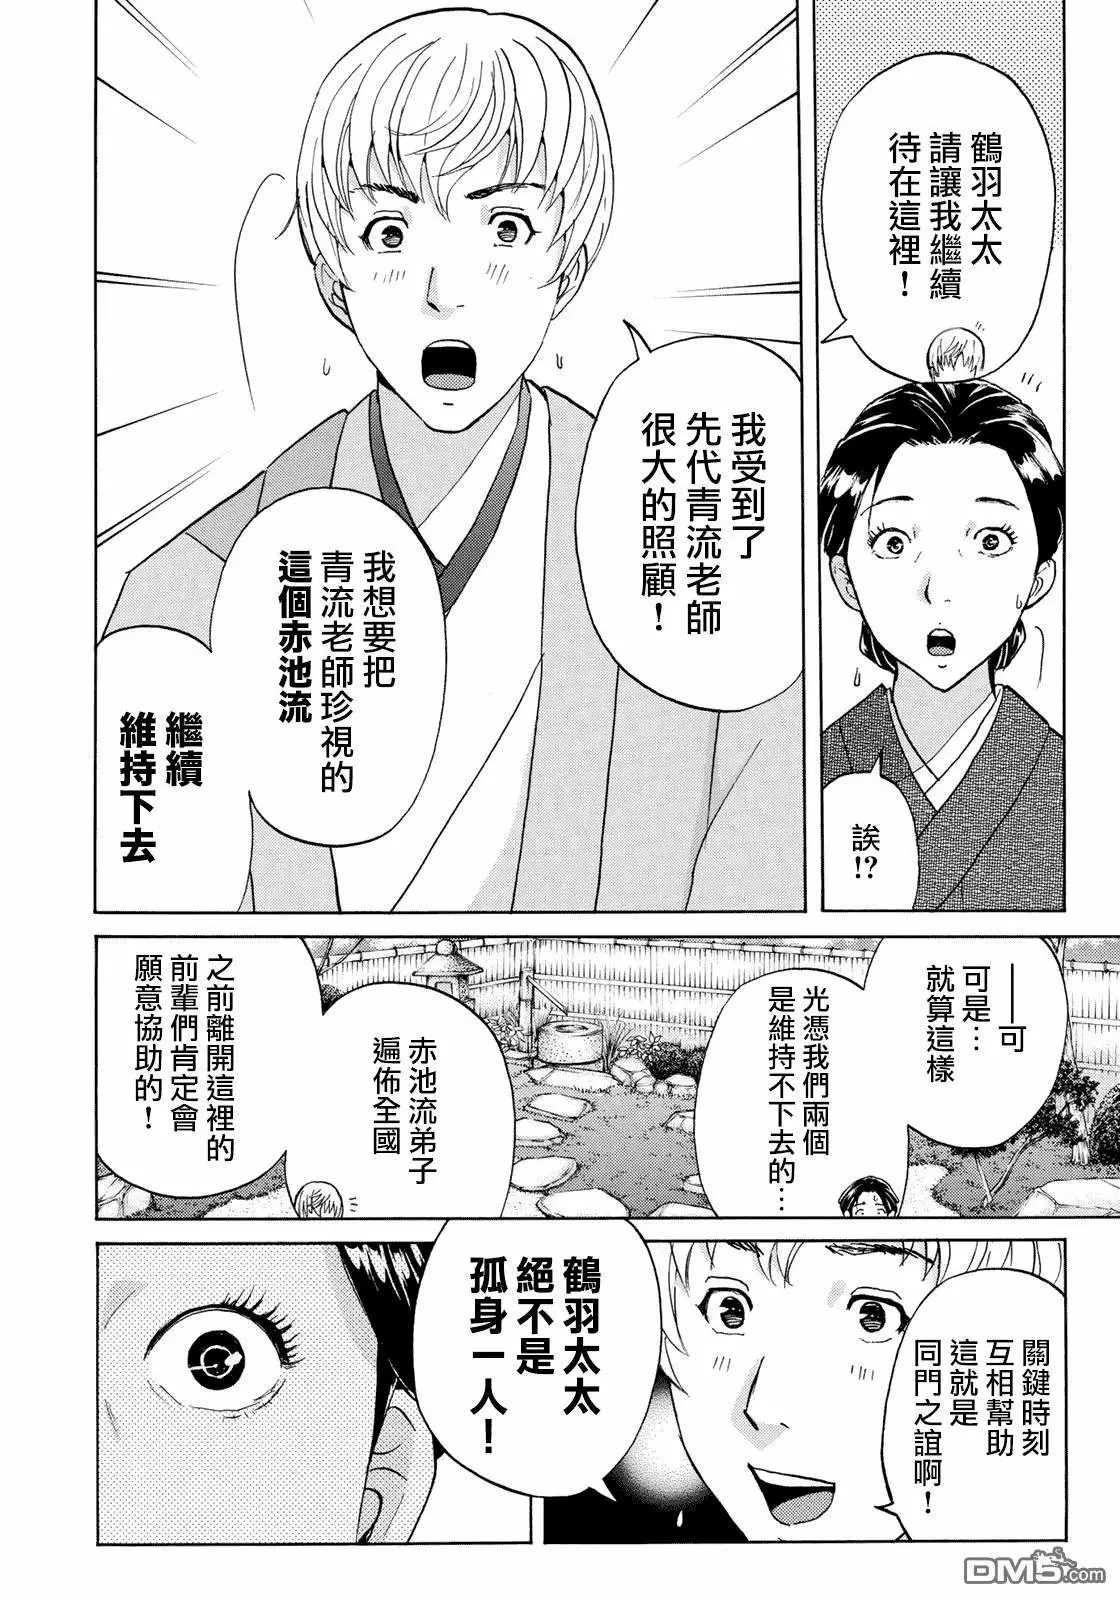 鶴羽太太
請讓我繼續
待在這裡！
誒!?
我受到了
先代青流老師
很大的照顧！
我想要把
青流老師珍視的
這個赤池流
繼續
維持下去
——可
可是…
就算這樣
光憑我們兩個
是維持不下去的…
赤池流弟子
遍佈全國
之前離開這裡的
前輩們肯定會
願意協助的！
關鍵時刻
互相幫助
這就是
同門之誼啊！
鶴羽太太
絕不是
孤身一人！
DM5.com